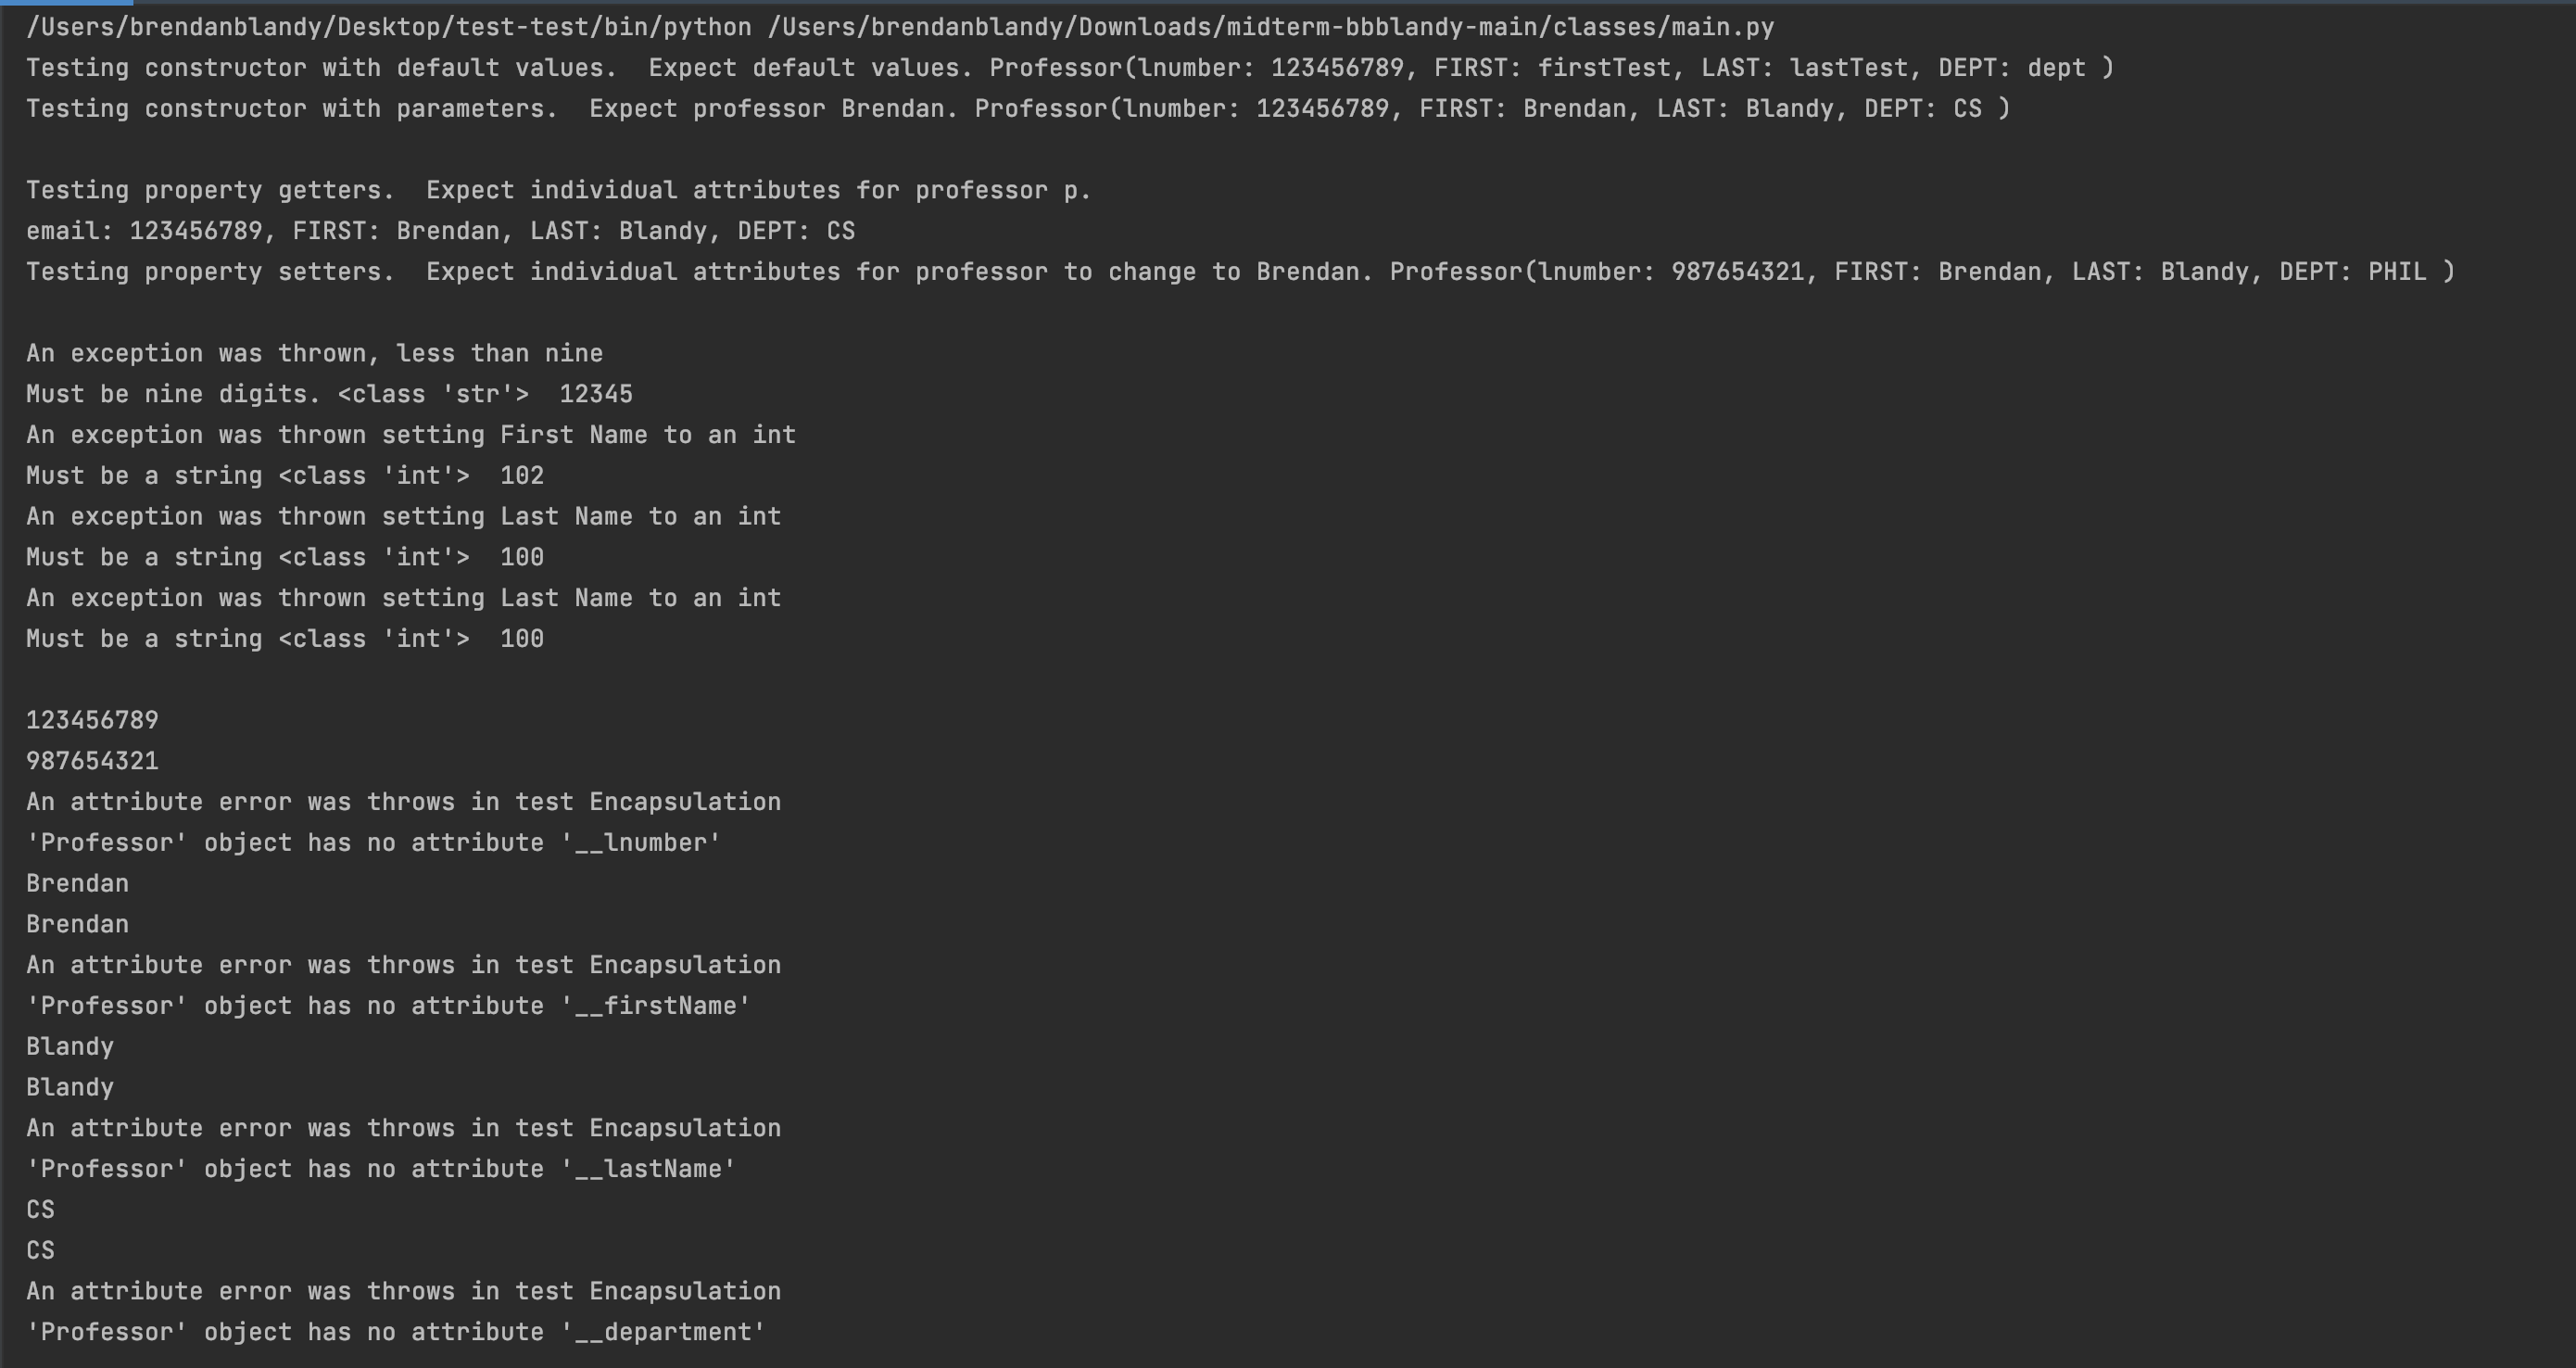 /Users/brendanblandy/Desktop/test-test/bin/python /Users/brendanblandy/Downloads/midterm-bbblandy-main/classes/main.py
Testing constructor with default values.  Expect default values. Professor(lnumber: 123456789, FIRST: firstTest, LAST: lastTest, DEPT: dept )
Testing constructor with parameters.  Expect professor Brendan. Professor(lnumber: 123456789, FIRST: Brendan, LAST: Blandy, DEPT: CS )
Testing property getters.  Expect individual attributes for professor p.
email: 123456789, FIRST: Brendan, LAST: Blandy, DEPT: CS
Testing property setters.  Expect individual attributes for professor to change to Brendan. Professor(lnumber: 987654321, FIRST: Brendan, LAST: Blandy, DEPT: PHIL )
An exception was thrown, less than nine
Must be nine digits. <class 'str'>  12345
An exception was thrown setting First Name to an int
Must be a string <class 'int'>  102
An exception was thrown setting Last Name to an int
Must be a string <class 'int'>  100
An exception was thrown setting Last Name to an int
Must be a string <class 'int'>  100
123456789
987654321
An attribute error was throws in test Encapsulation
'Professor' object has no attribute '__lnumber'
Brendan
Brendan
An attribute error was throws in test Encapsulation
'Professor' object has no attribute '__firstName'
Blandy
Blandy
An attribute error was throws in test Encapsulation
'Professor' object has no attribute '__lastName'
CS
CS
An attribute error was throws in test Encapsulation
'Professor' object has no attribute '__department'